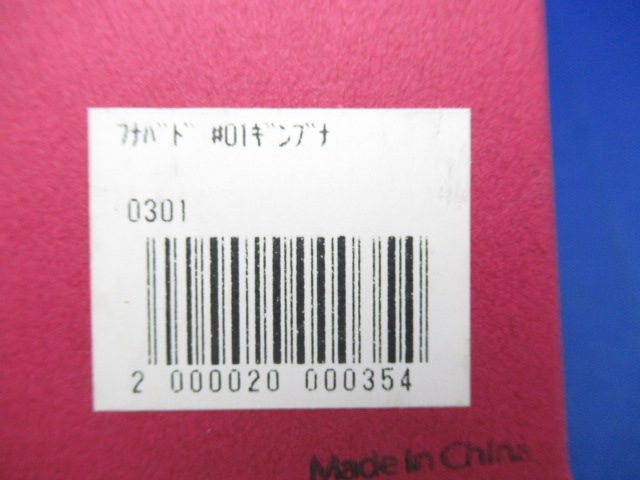 ﾌﾅﾊﾞﾄﾞ #01ｷﾞﾝﾌﾞﾅ
0301
2 000020 000354
Made in China